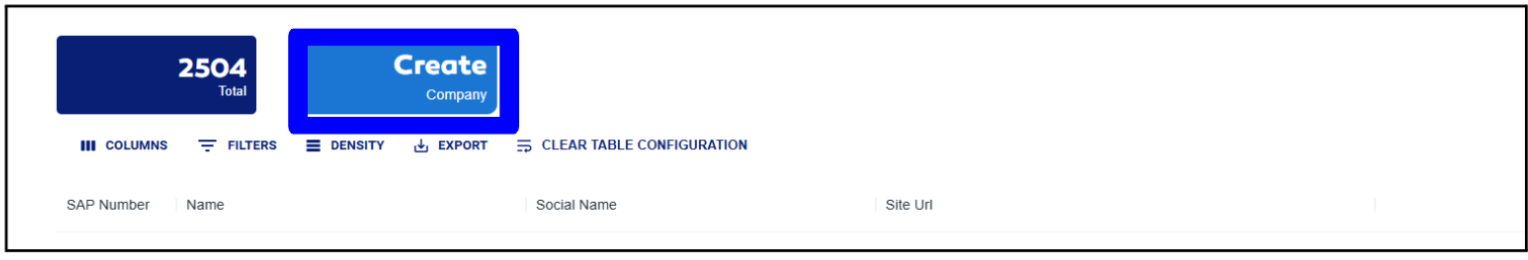 2504
Total
Create
Company
COLUMNS FILTERS DENSITY EXPORT CLEAR TABLE CONFIGURATION
SAP Number Name Social Name Site Url